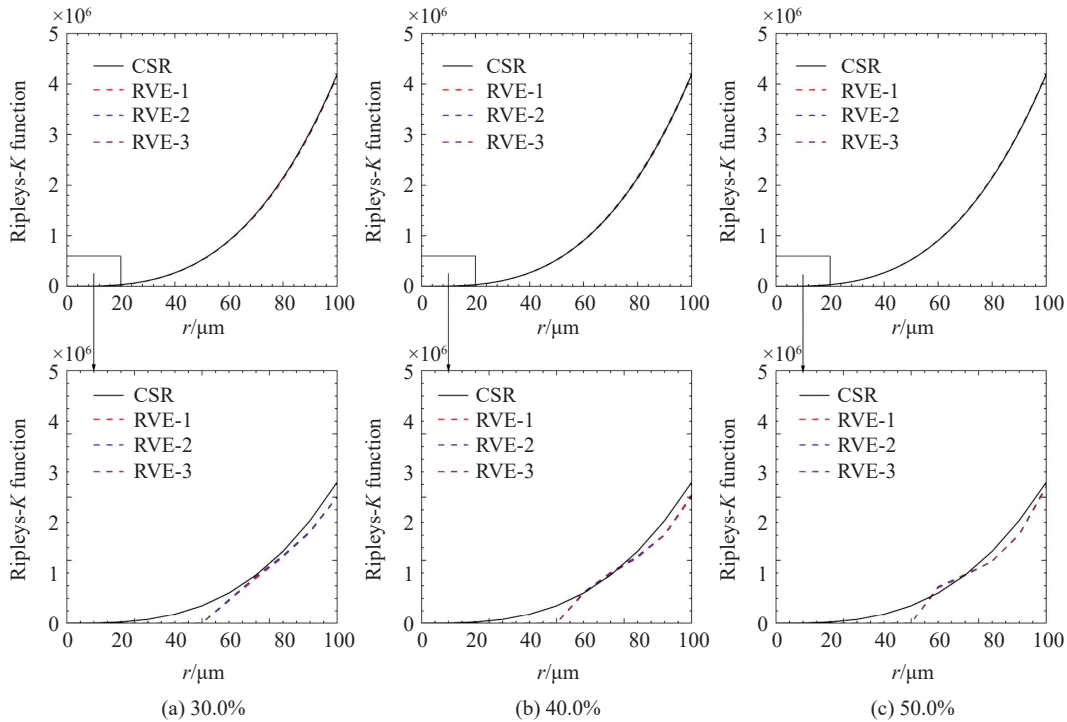 ×10⁶ ×10⁶ ×10⁶
5 5 5
4 4 4
3 3 3
2 2 2
1 1 1
0 0 0
Ripleys-K function Ripleys-K function Ripleys-K function
CSR CSR CSR
RVE-1 RVE-1 RVE-1
RVE-2 RVE-2 RVE-2
RVE-3 RVE-3 RVE-3
0 20 40 60 80 100 0 20 40 60 80 100 0 20 40 60 80 100
r/μm r/μm r/μm
×10⁶ ×10⁶ ×10⁶
5 5 5
4 4 4
3 3 3
2 2 2
1 1 1
0 0 0
Ripleys-K function Ripleys-K function Ripleys-K function
CSR CSR CSR
RVE-1 RVE-1 RVE-1
RVE-2 RVE-2 RVE-2
RVE-3 RVE-3 RVE-3
0 20 40 60 80 100 0 20 40 60 80 100 0 20 40 60 80 100
r/μm r/μm r/μm
(a) 30.0% (b) 40.0% (c) 50.0%